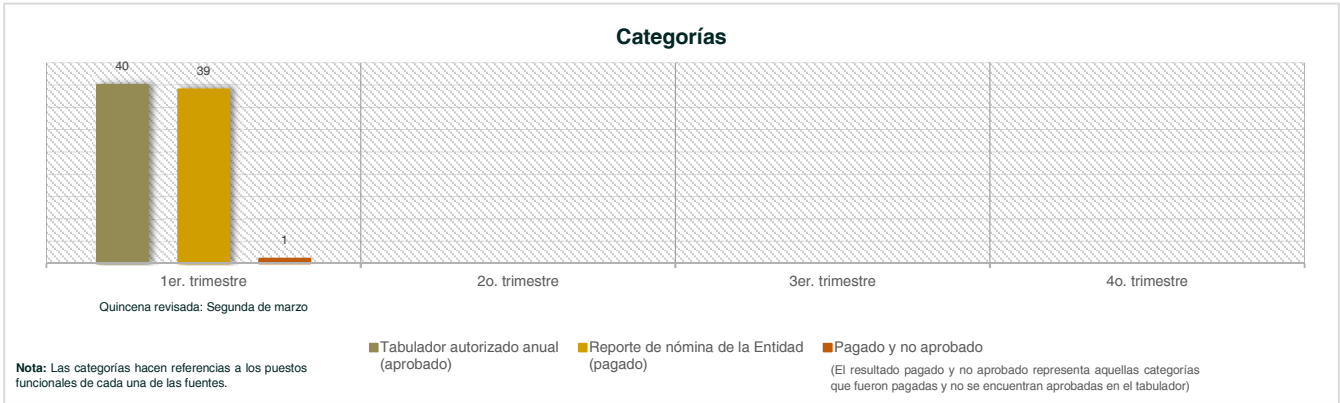 Categorías
40
39
1
1er. trimestre
2o. trimestre
3er. trimestre
4o. trimestre
Quincena revisada: Segunda de marzo
Tabulador autorizado anual
(aprobado)
Reporte de nómina de la Entidad
(pagado)
Pagado y no aprobado
(El resultado pagado y no aprobado representa aquellas categorías
que fueron pagadas y no se encuentran aprobadas en el tabulador)
Nota: Las categorías hacen referencias a los puestos
funcionales de cada una de las fuentes.